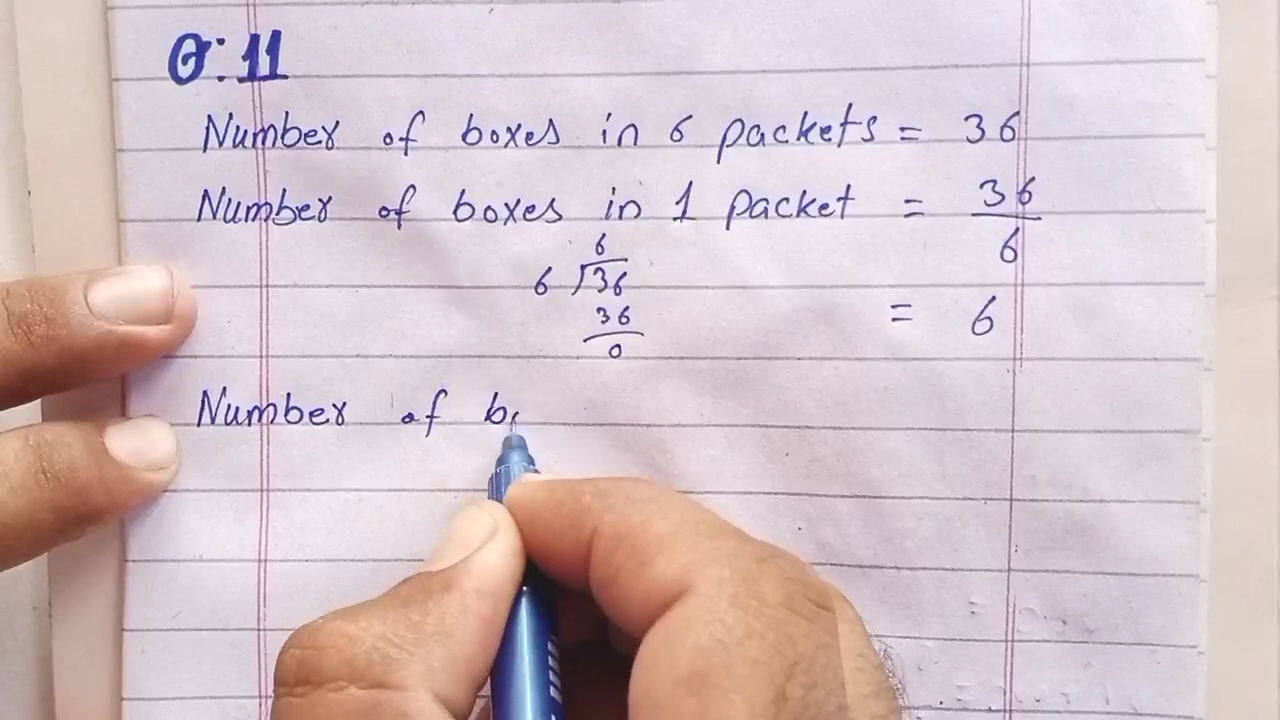 Q:11
Number of boxes in 6 packets = 36
Number of boxes in 1 packet = 36
6
6
6 36
= 6
36
0
Number of b